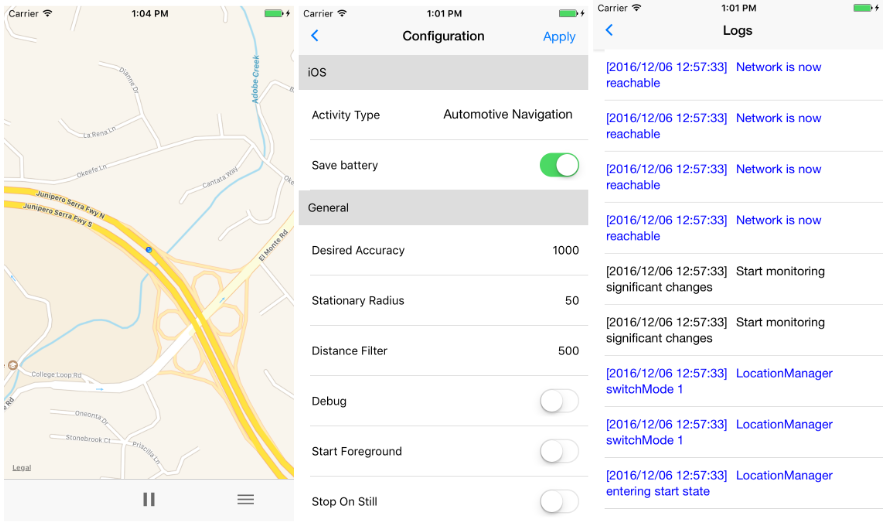 Carrier
1:04 PM
Dianne Dr
Adobe Creek
La Rena Ln
Okeefe Ln
Cantata Way
Junipero Serra Fwy N
Junipero Serra Fwy S
El Monte Rd
College Loop Rd
Rd
Oneonta Dr
Stonebrook Ct
Priscilla Ln
Legal
Carrier
1:01 PM
Configuration
Apply
iOS
Activity Type
Automotive Navigation
Save battery
General
Desired Accuracy
1000
Stationary Radius
50
Distance Filter
500
Debug
Start Foreground
Stop On Still
Carrier
1:01 PM
Logs
[2016/12/06 12:57:33] Network is now
reachable
[2016/12/06 12:57:33] Network is now
reachable
[2016/12/06 12:57:33] Network is now
reachable
[2016/12/06 12:57:33] Network is now
reachable
[2016/12/06 12:57:33] Start monitoring
significant changes
[2016/12/06 12:57:33] Start monitoring
significant changes
[2016/12/06 12:57:33] LocationManager
switchMode 1
[2016/12/06 12:57:33] LocationManager
switchMode 1
[2016/12/06 12:57:33] LocationManager
entering start state